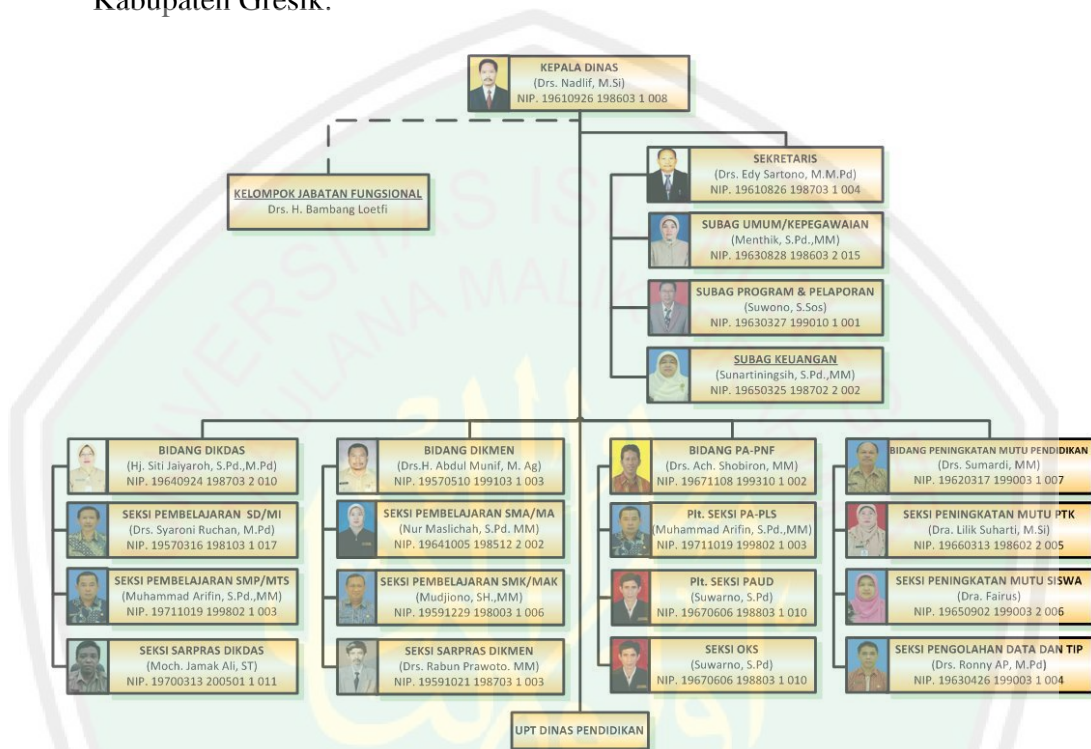 Kabupaten Gresik.
KEPALA DINAS
(Drs. Nadlif, M.Si)
NIP. 19610926 198603 1 008
KELOMPOK JABATAN FUNGSIONAL
Drs. H. Bambang Loetfi
SEKRETARIS
(Drs. Edy Sartono, M.M.Pd)
NIP. 19610826 198703 1 004
SUBAG UMUM/KEPEGAWAIAN
(Menthik, S.Pd.,MM)
NIP. 19630828 198603 2 015
SUBAG PROGRAM & PELAPORAN
(Suwono, S.Sos)
NIP. 19630327 199010 1 001
SUBAG KEUANGAN
(Sunartiningsih, S.Pd.,MM)
NIP. 19650325 198702 2 002
BIDANG DIKDAS
(Hj. Siti Jaiyaroh, S.Pd.,M.Pd)
NIP. 19640924 198703 2 010
SEKSI PEMBELAJARAN SD/MI
(Drs. Syaroni Ruchan, M.Pd)
NIP. 19570316 198103 1 017
SEKSI PEMBELAJARAN SMP/MTS
(Muhammad Arifin, S.Pd.,MM)
NIP. 19711019 199802 1 003
SEKSI SARPRAS DIKDAS
(Moch. Jamak Ali, ST)
NIP. 19700313 200501 1 011
BIDANG DIKMEN
(Drs.H. Abdul Munif, M. Ag)
NIP. 19570510 199103 1 003
SEKSI PEMBELAJARAN SMA/MA
(Nur Maslichah, S.Pd. MM)
NIP. 19641005 198512 2 002
SEKSI PEMBELAJARAN SMK/MAK
(Mudjiono, SH.,MM)
NIP. 19591229 198003 1 006
SEKSI SARPRAS DIKMEN
(Drs. Rabun Prawoto. MM)
NIP. 19591021 198703 1 003
BIDANG PA-PNF
(Drs. Ach. Shobiron, MM)
NIP. 19671108 199310 1 002
Plt. SEKSI PA-PLS
(Muhammad Arifin, S.Pd.,MM)
NIP. 19711019 199802 1 003
Plt. SEKSI PAUD
(Suwarno, S.Pd)
NIP. 19670606 198803 1 010
SEKSI OKS
(Suwarno, S.Pd)
NIP. 19670606 198803 1 010
BIDANG PENINGKATAN MUTU PENDIDIKAN
(Drs. Sumardi, MM)
NIP. 19620317 199003 1 007
SEKSI PENINGKATAN MUTU PTK
(Dra. Lilik Suharti, M.Si)
NIP. 19660313 198602 2 005
SEKSI PENINGKATAN MUTU SISWA
(Dra. Fairus)
NIP. 19650902 199003 2 006
SEKSI PENGOLAHAN DATA DAN TIP
(Drs. Ronny AP, M.Pd)
NIP. 19630426 199003 1 004
UPT DINAS PENDIDIKAN